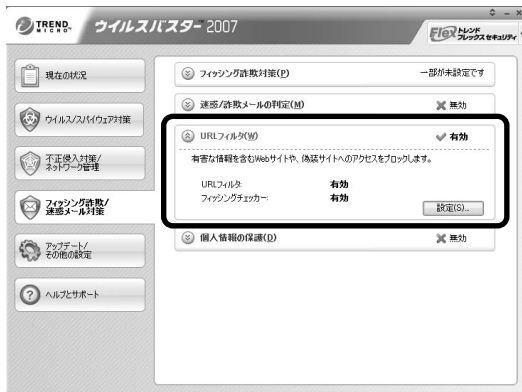 TREND MICRO ウイルスバスター 2007
Flex トレンド フレックス セキュリティ
現在の状況
ウイルス/スパイウェア対策
不正侵入対策/
ネットワーク管理
フィッシング詐欺/
迷惑メール対策
アップデート/
その他の設定
ヘルプとサポート
フィッシング詐欺対策(P) 一部が未設定です
迷惑/詐欺メールの判定(M) 無効
URLフィルタ(W) 有効
有害な情報を含むWebサイトや、偽装サイトへのアクセスをブロックします。
URLフィルタ: 有効
フィッシングチェッカー: 有効
設定(S)...
個人情報の保護(D) 無効